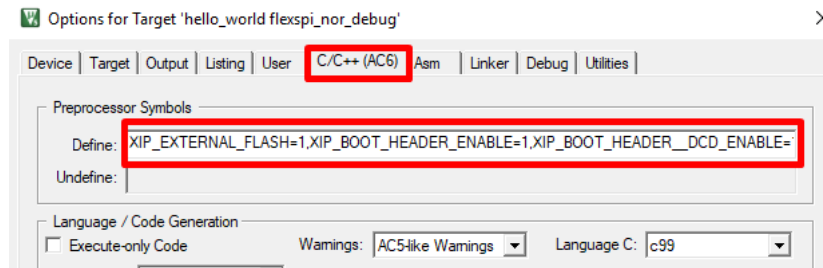 Options for Target 'hello_world flexspi_nor_debug'
Device Target Output Listing User C/C++ (AC6) Asm Linker Debug Utilities
Preprocessor Symbols
Define: XIP_EXTERNAL_FLASH=1,XIP_BOOT_HEADER_ENABLE=1,XIP_BOOT_HEADER__DCD_ENABLE=
Undefine:
Language / Code Generation
Execute-only Code Warnings: AC5-like Warnings Language C: c99